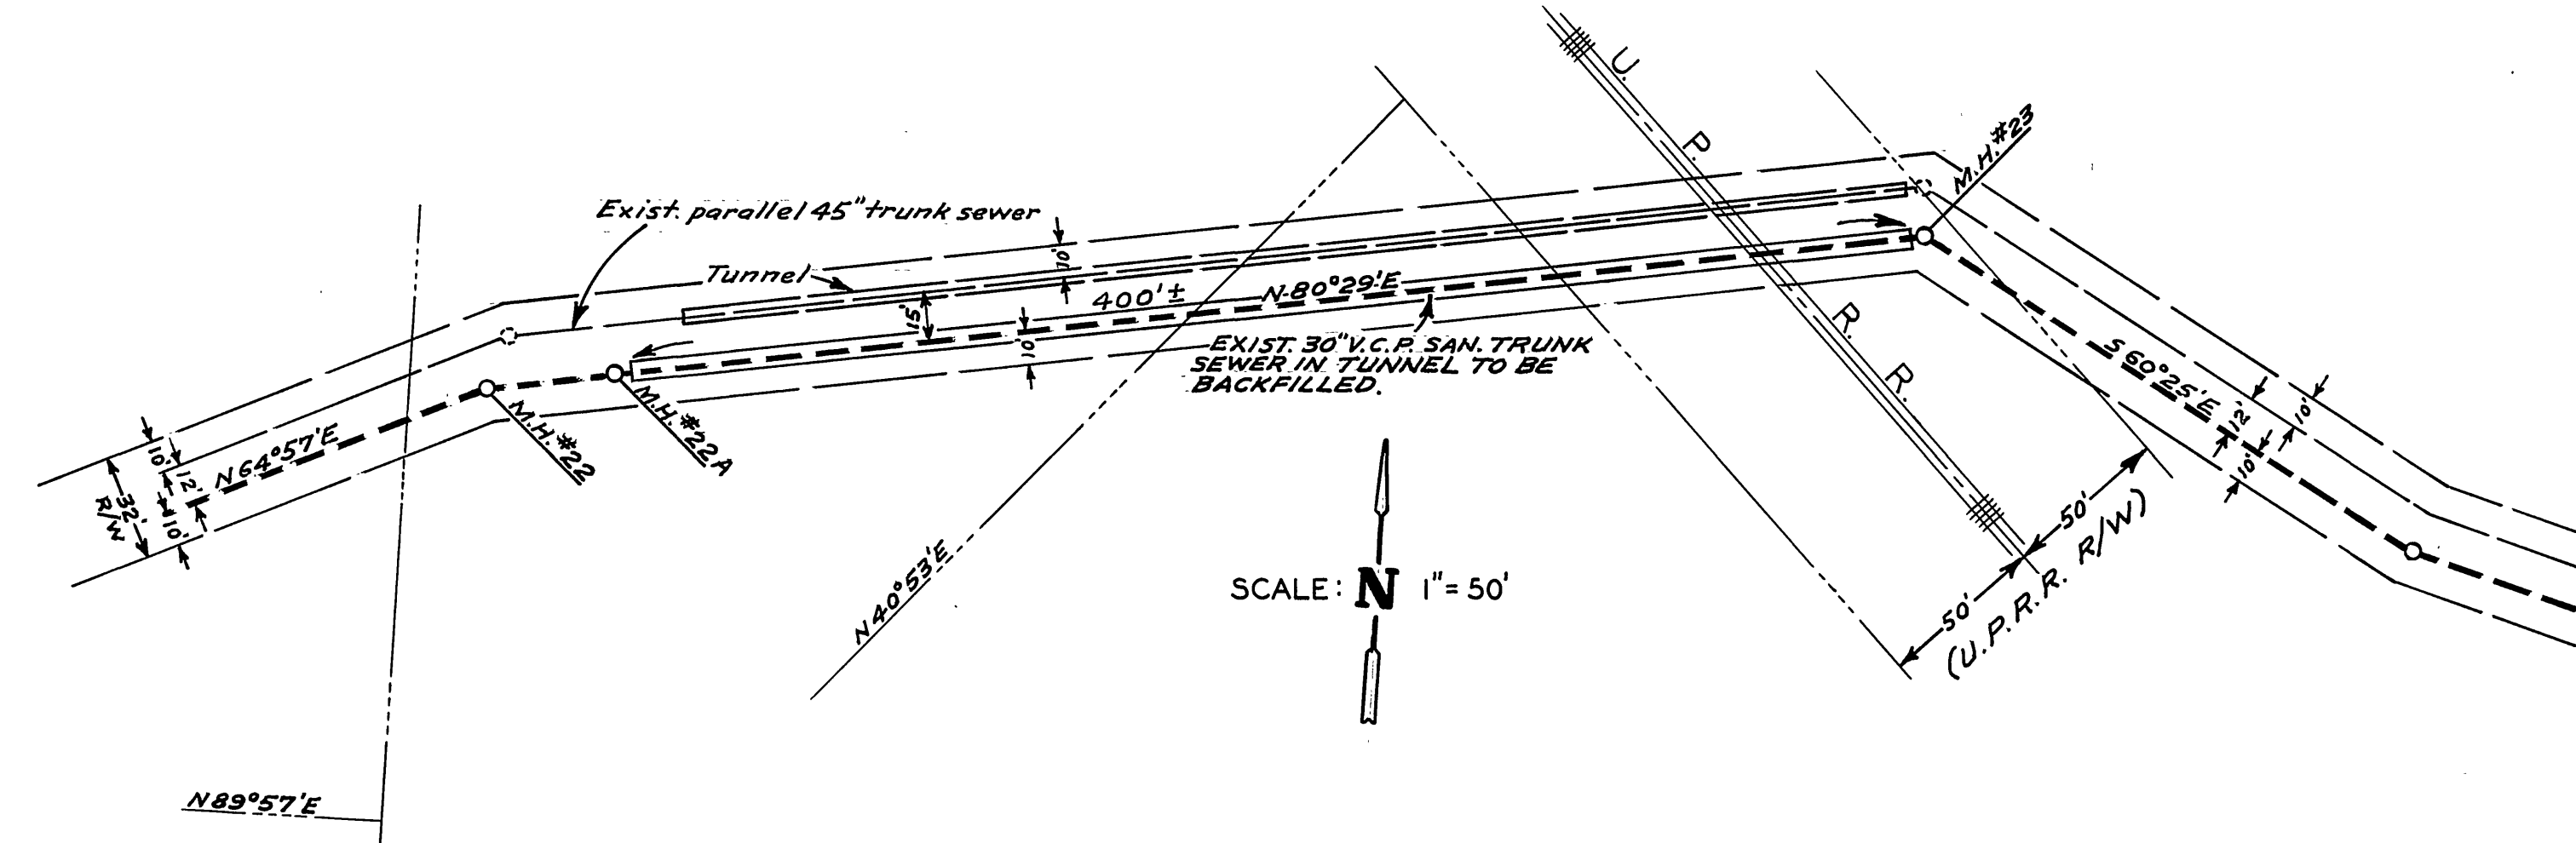 U. P. R. R.
M.H. #23
Exist. parallel 45" trunk sewer
Tunnel
10'
15'
400'±
N 80°29'E
10'
EXIST. 30" V.C.P. SAN. TRUNK
SEWER IN TUNNEL TO BE
BACKFILLED.
M.H. #22
M.H. #22A
N 64°57'E
10'
12'
10'
32'
R/W
S 60°25'E
12'
10'
10'
50'
50'
(U.P.R.R. R/W)
N 40°53'E
SCALE: N 1"= 50'
N 89°57'E